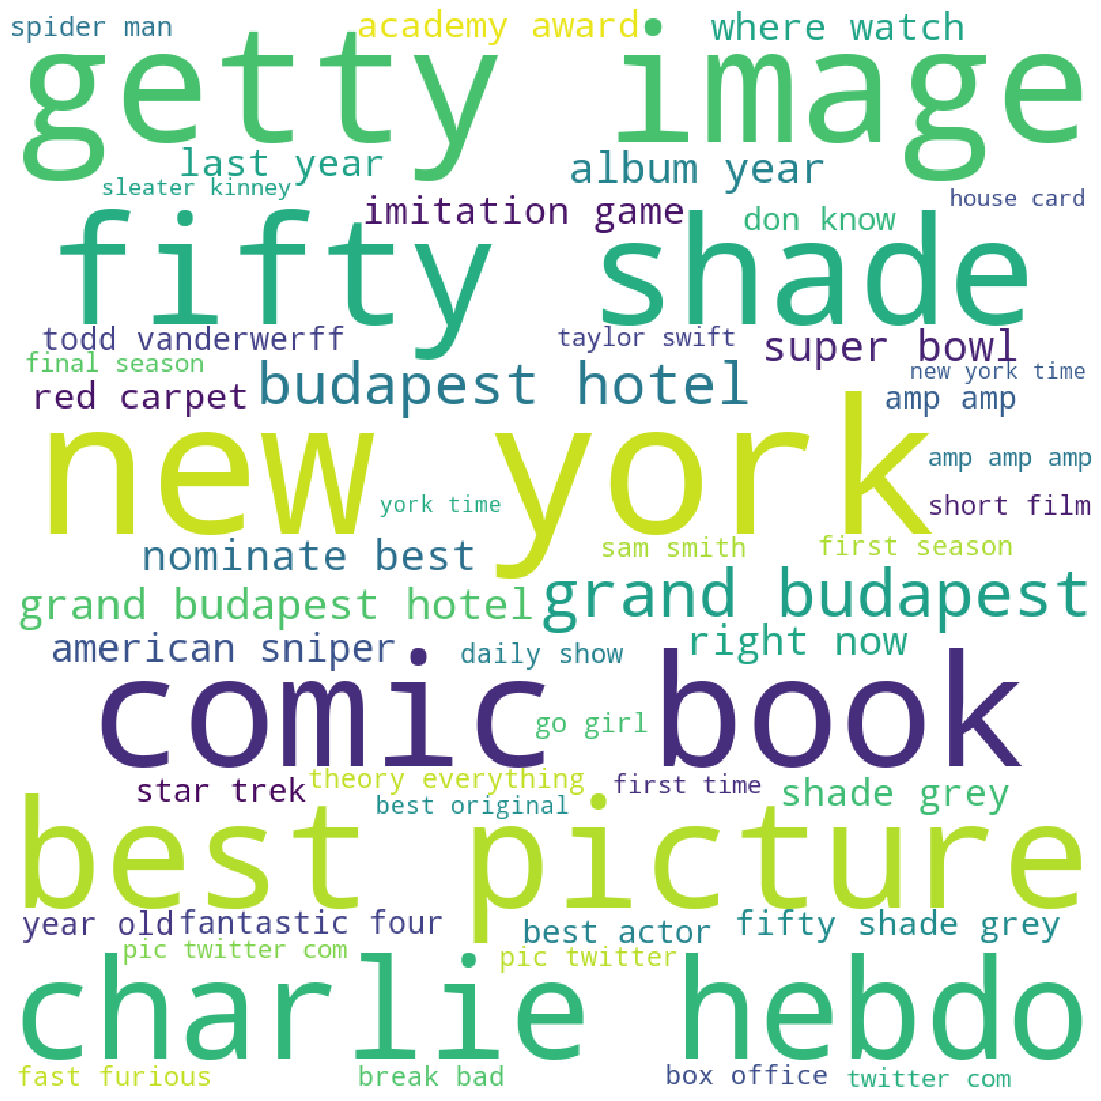 spider man
academy award
where watch
getty image
last year
album year
sleater kinney
house card
imitation game
don know
fifty shade
todd vanderwerff
taylor swift
super bowl
final season
new york time
red carpet
budapest hotel
amp amp
new york
amp amp amp
york time
short film
nominate best
sam smith
first season
grand budapest hotel
grand budapest
american sniper
daily show
right now
comic book
go girl
theory everything
first time
star trek
best original
shade grey
best picture
year old
fantastic four
best actor
fifty shade grey
pic twitter com
pic twitter
charlie hebdo
fast furious
break bad
box office
twitter com